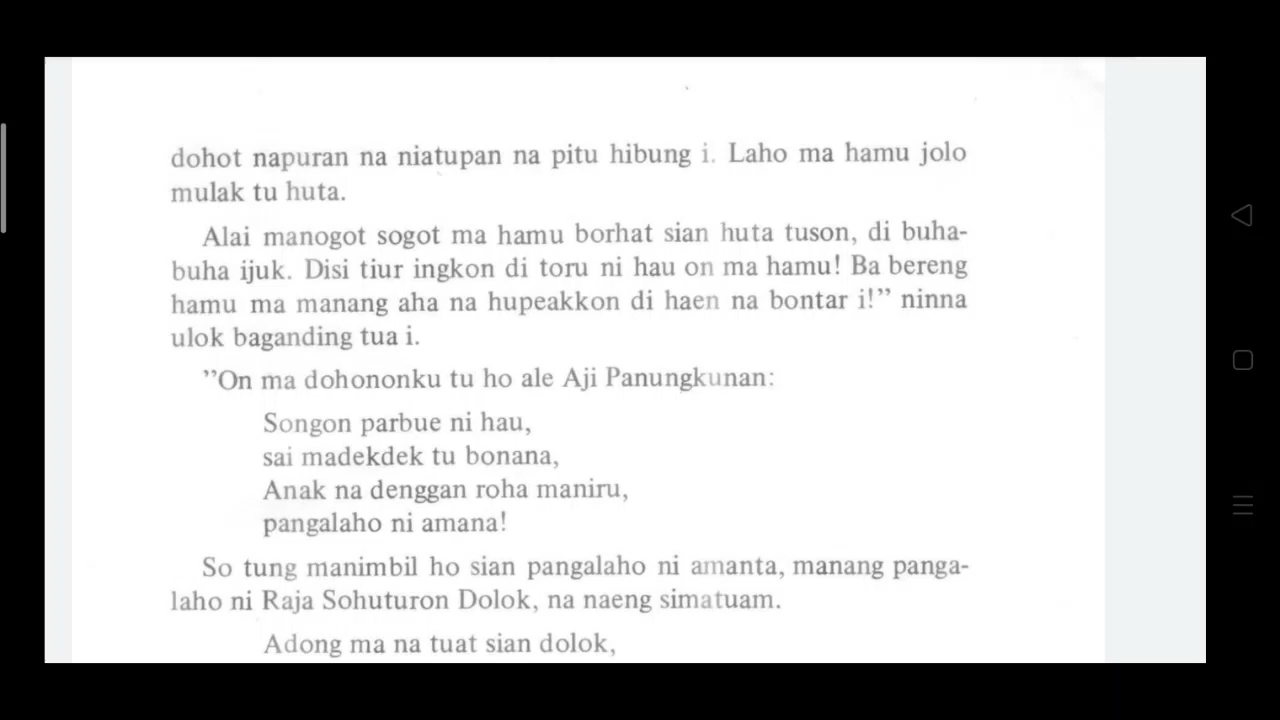 dohot napuran na niatupan na pitu hibung i. Laho ma hamu jolo
mulak tu huta.
Alai manogot sogot ma hamu borhat sian huta tuson, di buha-
buha ijuk. Disi tiur ingkon di toru ni hau on ma hamu! Ba bereng
hamu ma manang aha na hupeakkon di haen na bontar i!” ninna
ulok baganding tua i.
”On ma dohononku tu ho ale Aji Panungkunan:
Songon parbue ni hau,
sai madekdek tu bonana,
Anak na denggan roha maniru,
pangalaho ni amana!
So tung manimbil ho sian pangalaho ni amanta, manang panga-
laho ni Raja Sohuturon Dolok, na naeng simatuam.
Adong ma na tuat sian dolok,